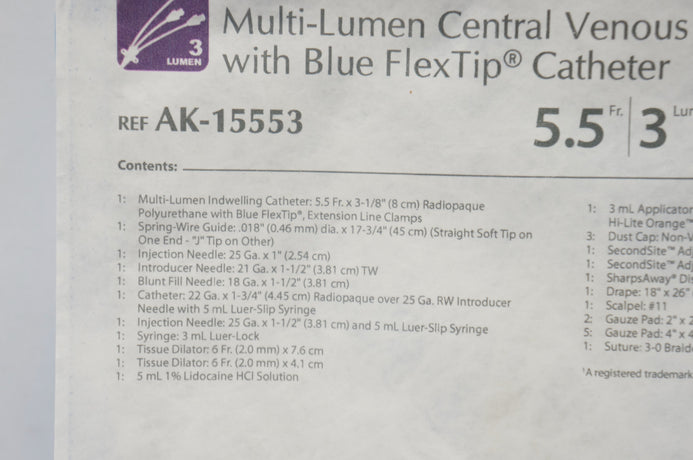 3
LUMEN
Multi-Lumen Central Venous
with Blue FlexTip® Catheter
REF AK-15553
5.5 Fr. 3
Contents:
1: Multi-Lumen Indwelling Catheter: 5.5 Fr. x 3-1/8" (8 cm) Radiopaque
Polyurethane with Blue FlexTip®, Extension Line Clamps
1: Spring-Wire Guide: .018" (0.46 mm) dia. x 17-3/4" (45 cm) (Straight Soft Tip on
One End - "J" Tip on Other)
1: Injection Needle: 25 Ga. x 1" (2.54 cm)
1: Introducer Needle: 21 Ga. x 1-1/2" (3.81 cm) TW
1: Blunt Fill Needle: 18 Ga. x 1-1/2" (3.81 cm)
1: Catheter: 22 Ga. x 1-3/4" (4.45 cm) Radiopaque over 25 Ga. RW Introducer
Needle with 5 mL Luer-Slip Syringe
1: Injection Needle: 25 Ga. x 1-1/2" (3.81 cm) and 5 mL Luer-Slip Syringe
1: Syringe: 3 mL Luer-Lock
1: Tissue Dilator: 6 Fr. (2.0 mm) x 7.6 cm
1: Tissue Dilator: 6 Fr. (2.0 mm) x 4.1 cm
1: 5 mL 1% Lidocaine HCl Solution
1: 3 mL Applicator
Hi-Lite Orange™
3: Dust Cap: Non-V
1: SecondSite™ Adj
1: SecondSite™ Adj
1: SharpsAway® Dis
1: Drape: 18" x 26"
1: Scalpel: #11
2: Gauze Pad: 2" x 2
5: Gauze Pad: 4" x 4
1: Suture: 3-0 Braid
¹A registered trademark